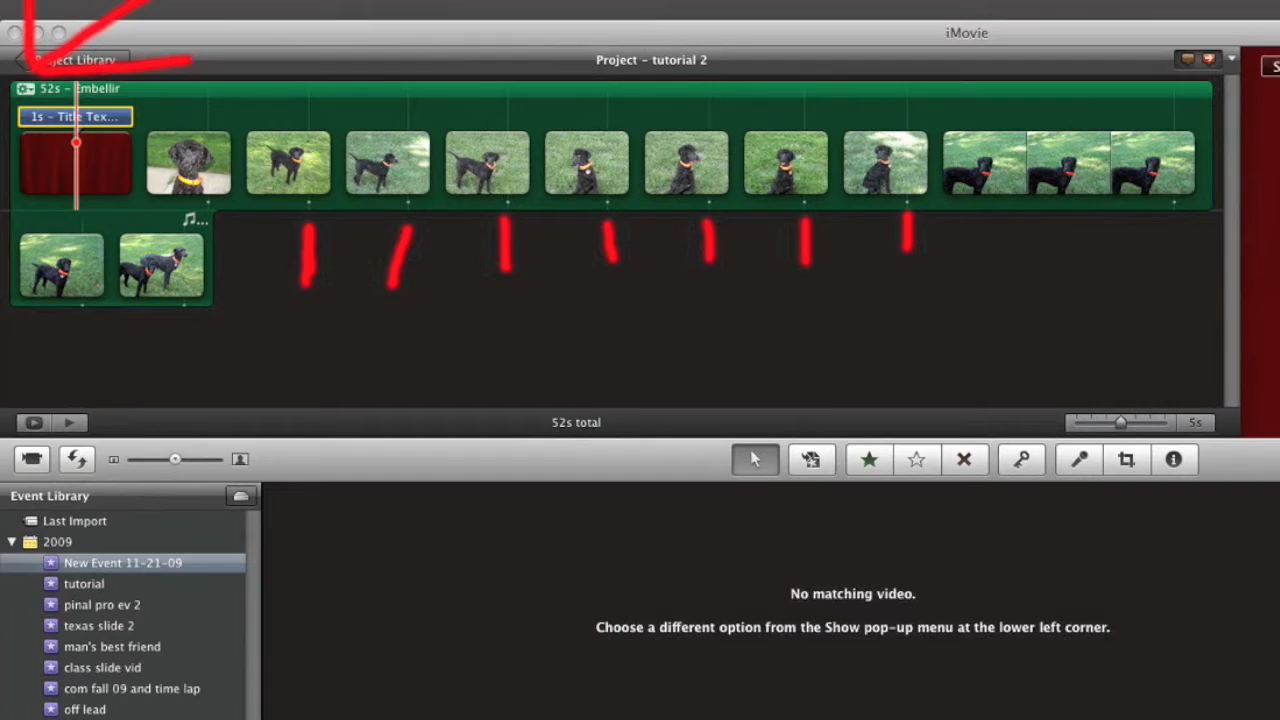 iMovie
Project Library
Project - tutorial 2
52s - Embellir
1s - Title Tex...
52s total
5s
Event Library
Last Import
2009
New Event 11-21-09
tutorial
pinal pro ev 2
texas slide 2
man's best friend
class slide vid
com fall 09 and time lap
off lead
No matching video.
Choose a different option from the Show pop-up menu at the lower left corner.